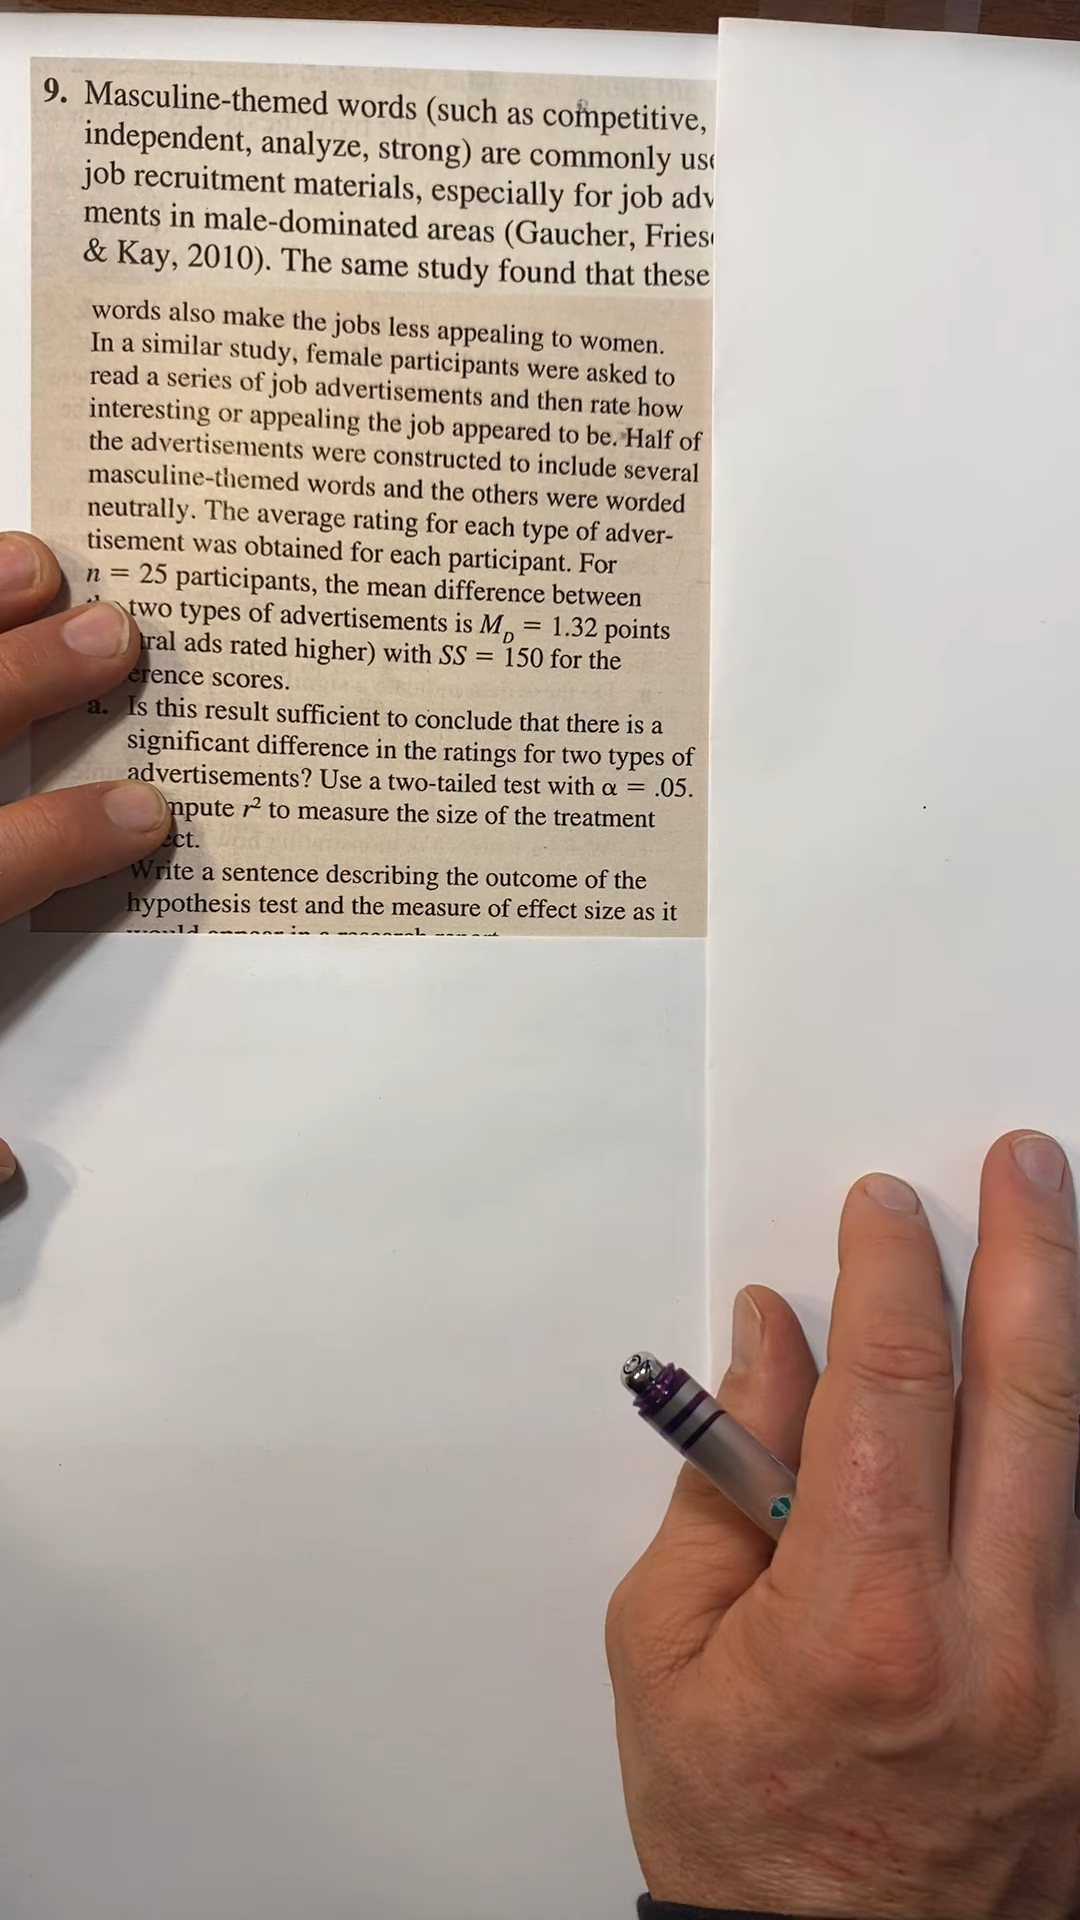 9. Masculine-themed words (such as competitive,
independent, analyze, strong) are commonly
job recruitment materials, especially for job
ments in male-dominated areas (Gaucher,
& Kay, 2010). The same study found that these
words also make the jobs less appealing to women.
In a similar study, female participants were asked to
read a series of job advertisements and then rate how
interesting or appealing the job appeared to be. Half of
the advertisements were constructed to include several
masculine-themed words and the others were worded
neutrally. The average rating for each type of adver-
tisement was obtained for each participant. For
n = 25 participants, the mean difference between
two types of advertisements is M_D = 1.32 points
ads rated higher) with SS = 150 for the
scores.
a. Is this result sufficient to conclude that there is a
significant difference in the ratings for two types of
advertisements? Use a two-tailed test with α = .05.
r² to measure the size of the treatment
Write a sentence describing the outcome of the
hypothesis test and the measure of effect size as it